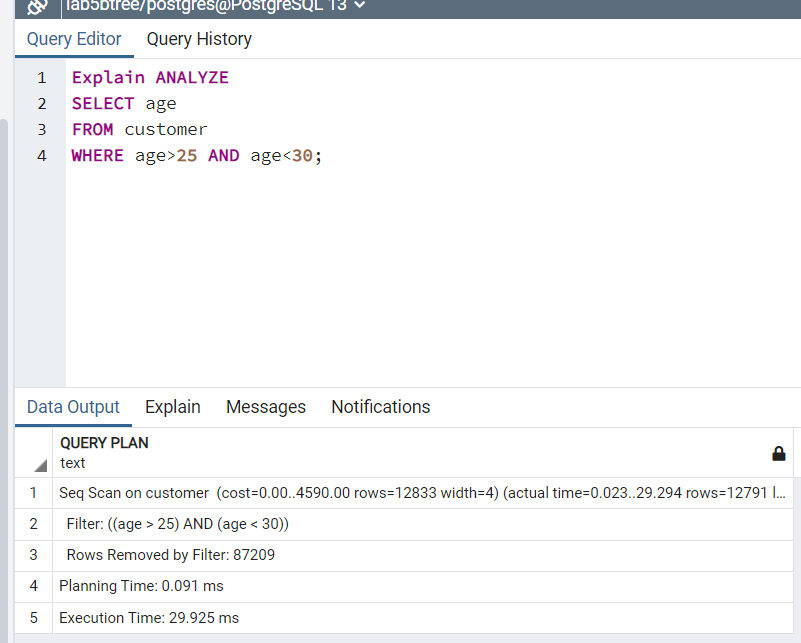 lab5btree/postgres@PostgreSQL 13
Query Editor Query History
1 Explain ANALYZE
2 SELECT age
3 FROM customer
4 WHERE age>25 AND age<30;
Data Output Explain Messages Notifications
QUERY PLAN
text
1 Seq Scan on customer (cost=0.00..4590.00 rows=12833 width=4) (actual time=0.023..29.294 rows=12791 l...
2 Filter: ((age > 25) AND (age < 30))
3 Rows Removed by Filter: 87209
4 Planning Time: 0.091 ms
5 Execution Time: 29.925 ms